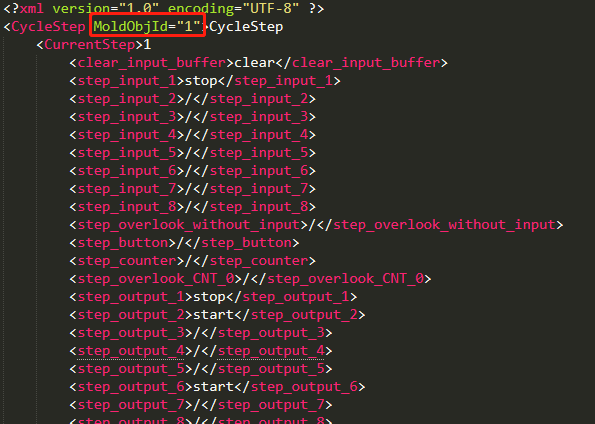 <?xml version="1.0" encoding="UTF-8" ?>
<CycleStep MoldObjId="1">CycleStep
<CurrentStep>1
<clear_input_buffer>clear</clear_input_buffer>
<step_input_1>stop</step_input_1>
<step_input_2>/</step_input_2>
<step_input_3>/</step_input_3>
<step_input_4>/</step_input_4>
<step_input_5>/</step_input_5>
<step_input_6>/</step_input_6>
<step_input_7>/</step_input_7>
<step_input_8>/</step_input_8>
<step_overlook_without_input>/</step_overlook_without_input>
<step_button>/</step_button>
<step_counter>/</step_counter>
<step_overlook_CNT_0>/</step_overlook_CNT_0>
<step_output_1>stop</step_output_1>
<step_output_2>start</step_output_2>
<step_output_3>/</step_output_3>
<step_output_4>/</step_output_4>
<step_output_5>/</step_output_5>
<step_output_6>start</step_output_6>
<step_output_7>/</step_output_7>
<step_output_8>/</step_output_8>